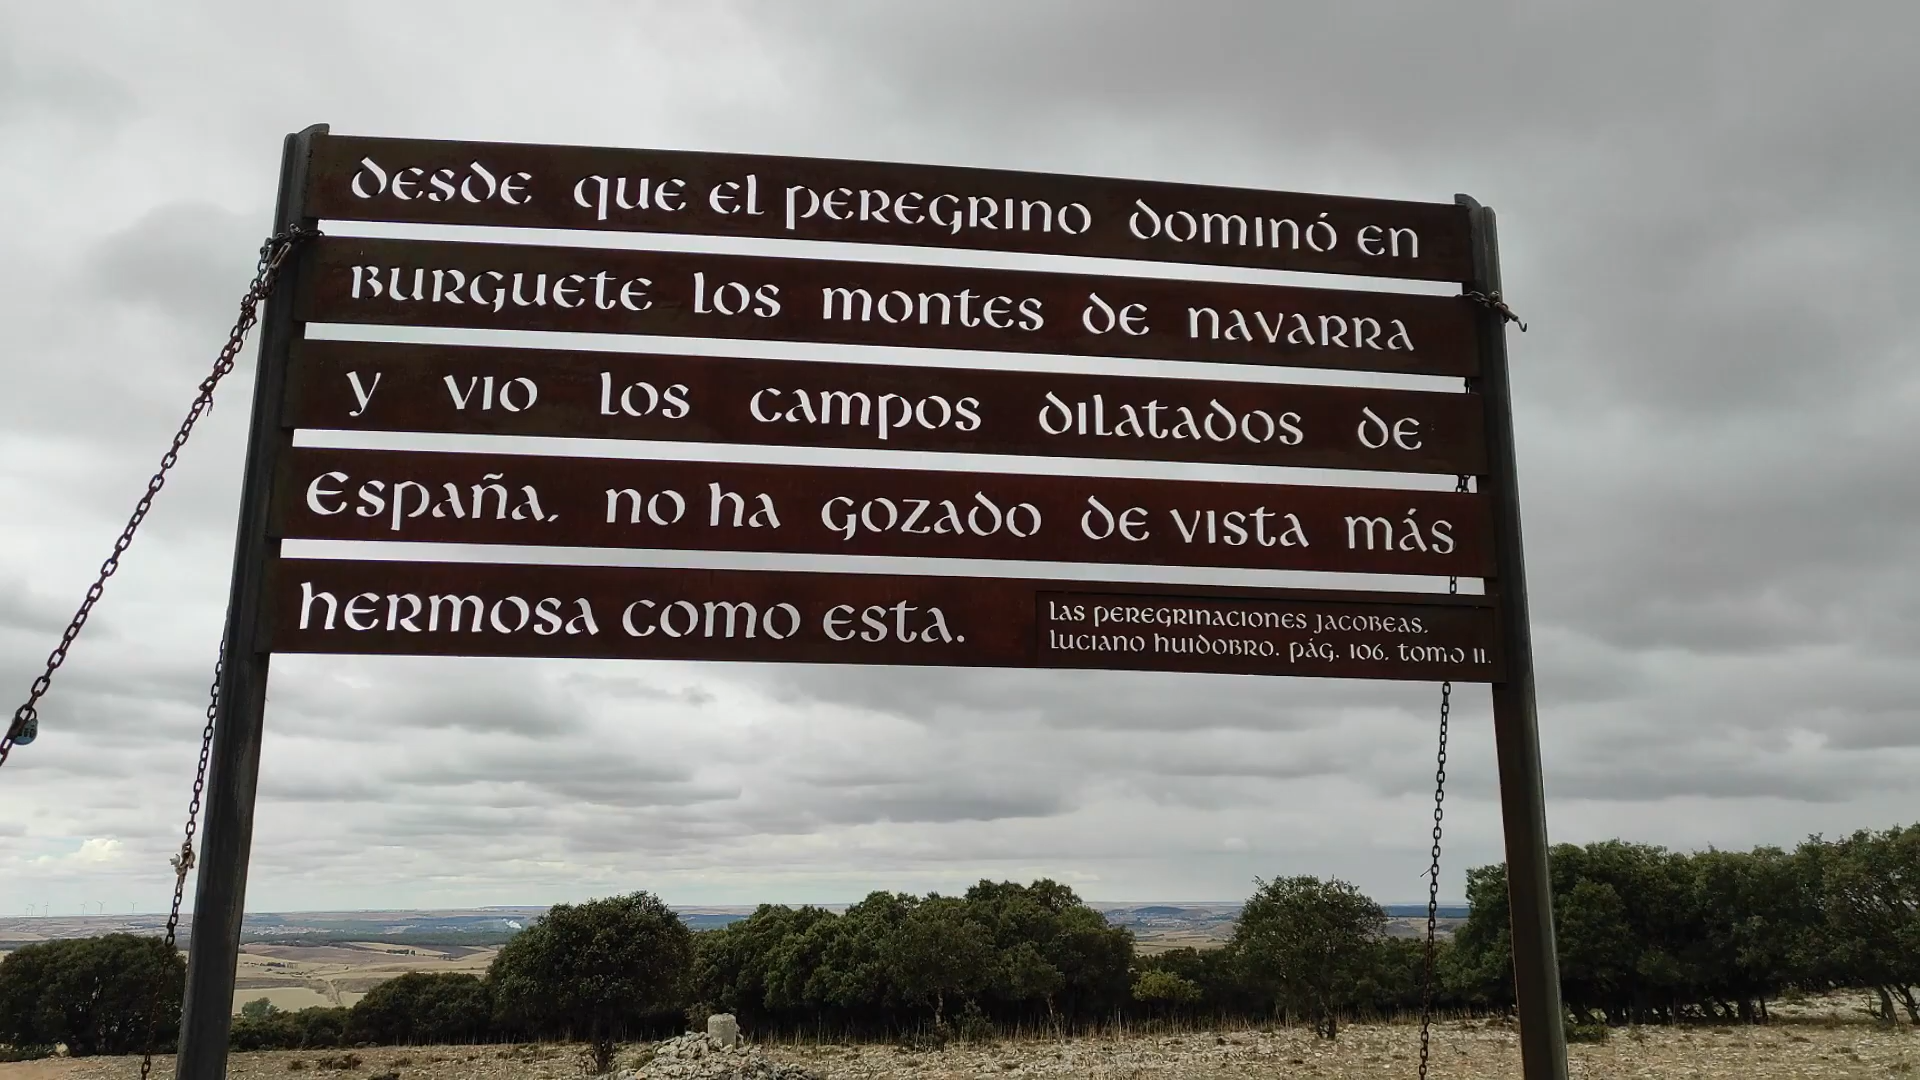 desde que el peregrino dominó en
Burguete los montes de Navarra
y vio los campos dilatados de
España, no ha gozado de vista más
hermosa como esta.
Las peregrinaciones jacobeas.
Luciano Huidobro. pág. 106. tomo II.